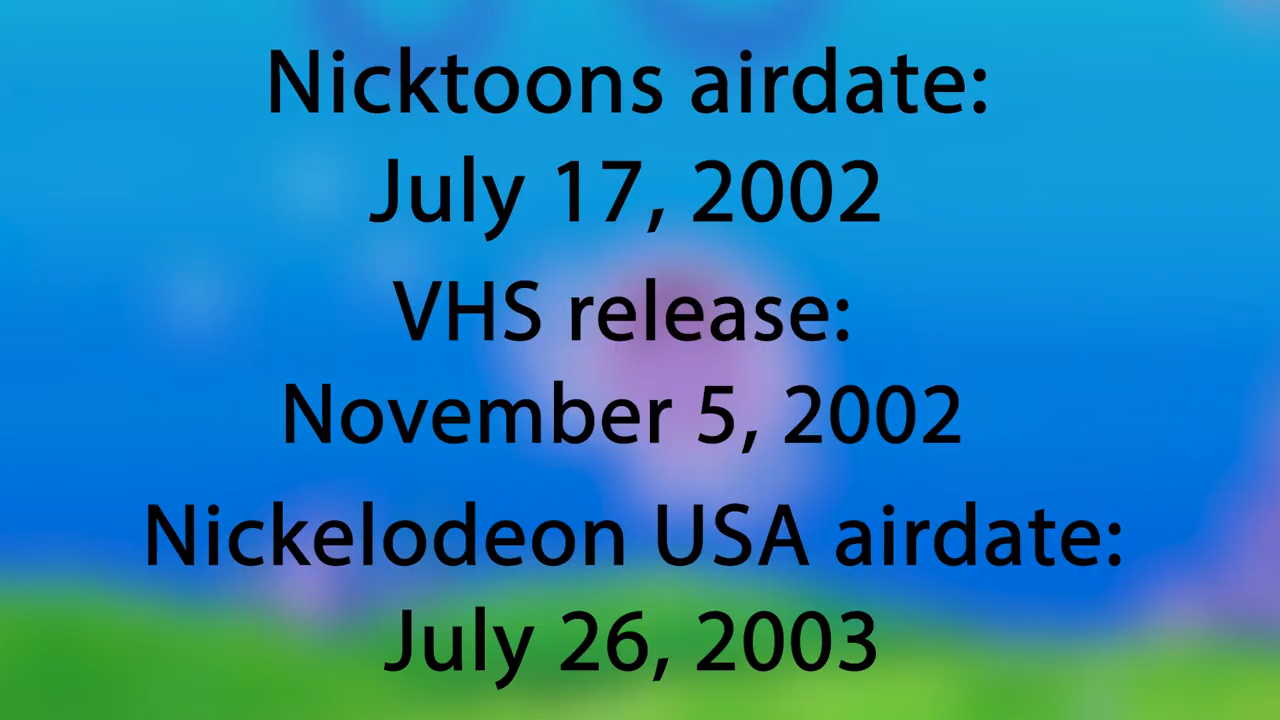 Nicktoons airdate:
July 17, 2002
VHS release:
November 5, 2002
Nickelodeon USA airdate:
July 26, 2003